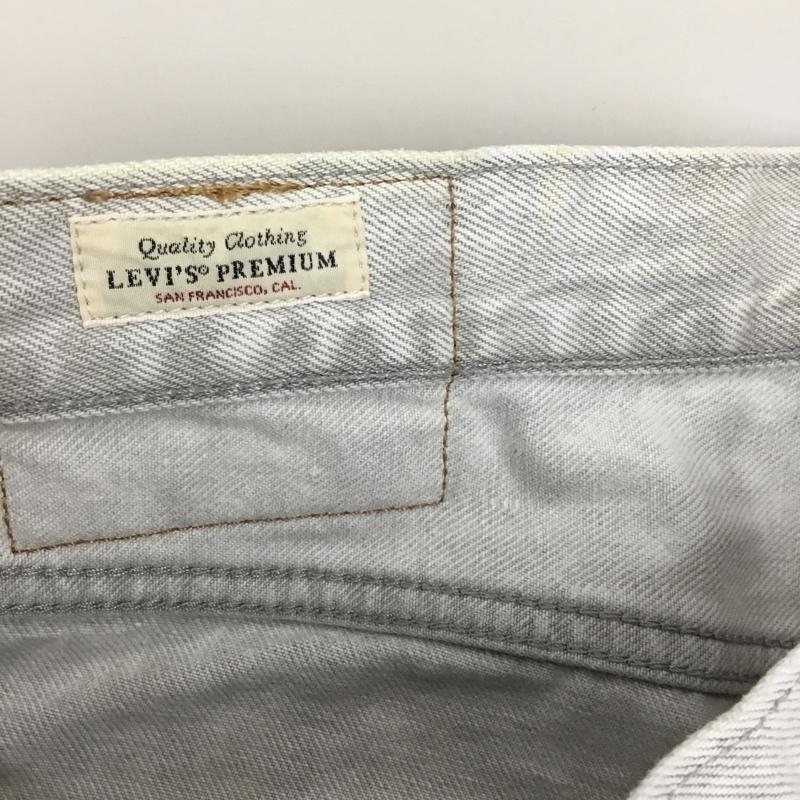 Quality Clothing
LEVI'S® PREMIUM
SAN FRANCISCO, CAL.